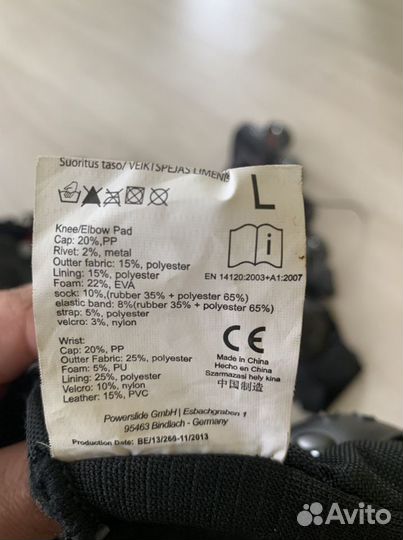 Suoritus taso/ VEIKTSPEJAS LIMENIS
L
Knee/Elbow Pad
Cap: 20%,PP
Rivet: 2%, metal
Outer fabric: 15%, polyester
Lining: 15%, polyester
Foam: 22%, EVA
sock: 10%,(rubber 35% + polyester 65%)
elastic band: 8%(rubber 35% + polyester 65%)
strap: 5%, polyester
velcro: 3%, nylon
i
EN 14120:2003+A1:2007
Wrist:
Cap: 20%, PP
Outter Fabric: 25%, polyester
Foam: 5%, PU
Lining: 25%, polyester
Velcro: 10%, nylon
Leather: 15%, PVC
CE
Made in China
Hecho en China
Szarmazasi hely kina
中国制造
Powerslide GmbH | Esbachgraben 1
95463 Bindlach - Germany
Production Date: BE/13/266-11/2013
Avito